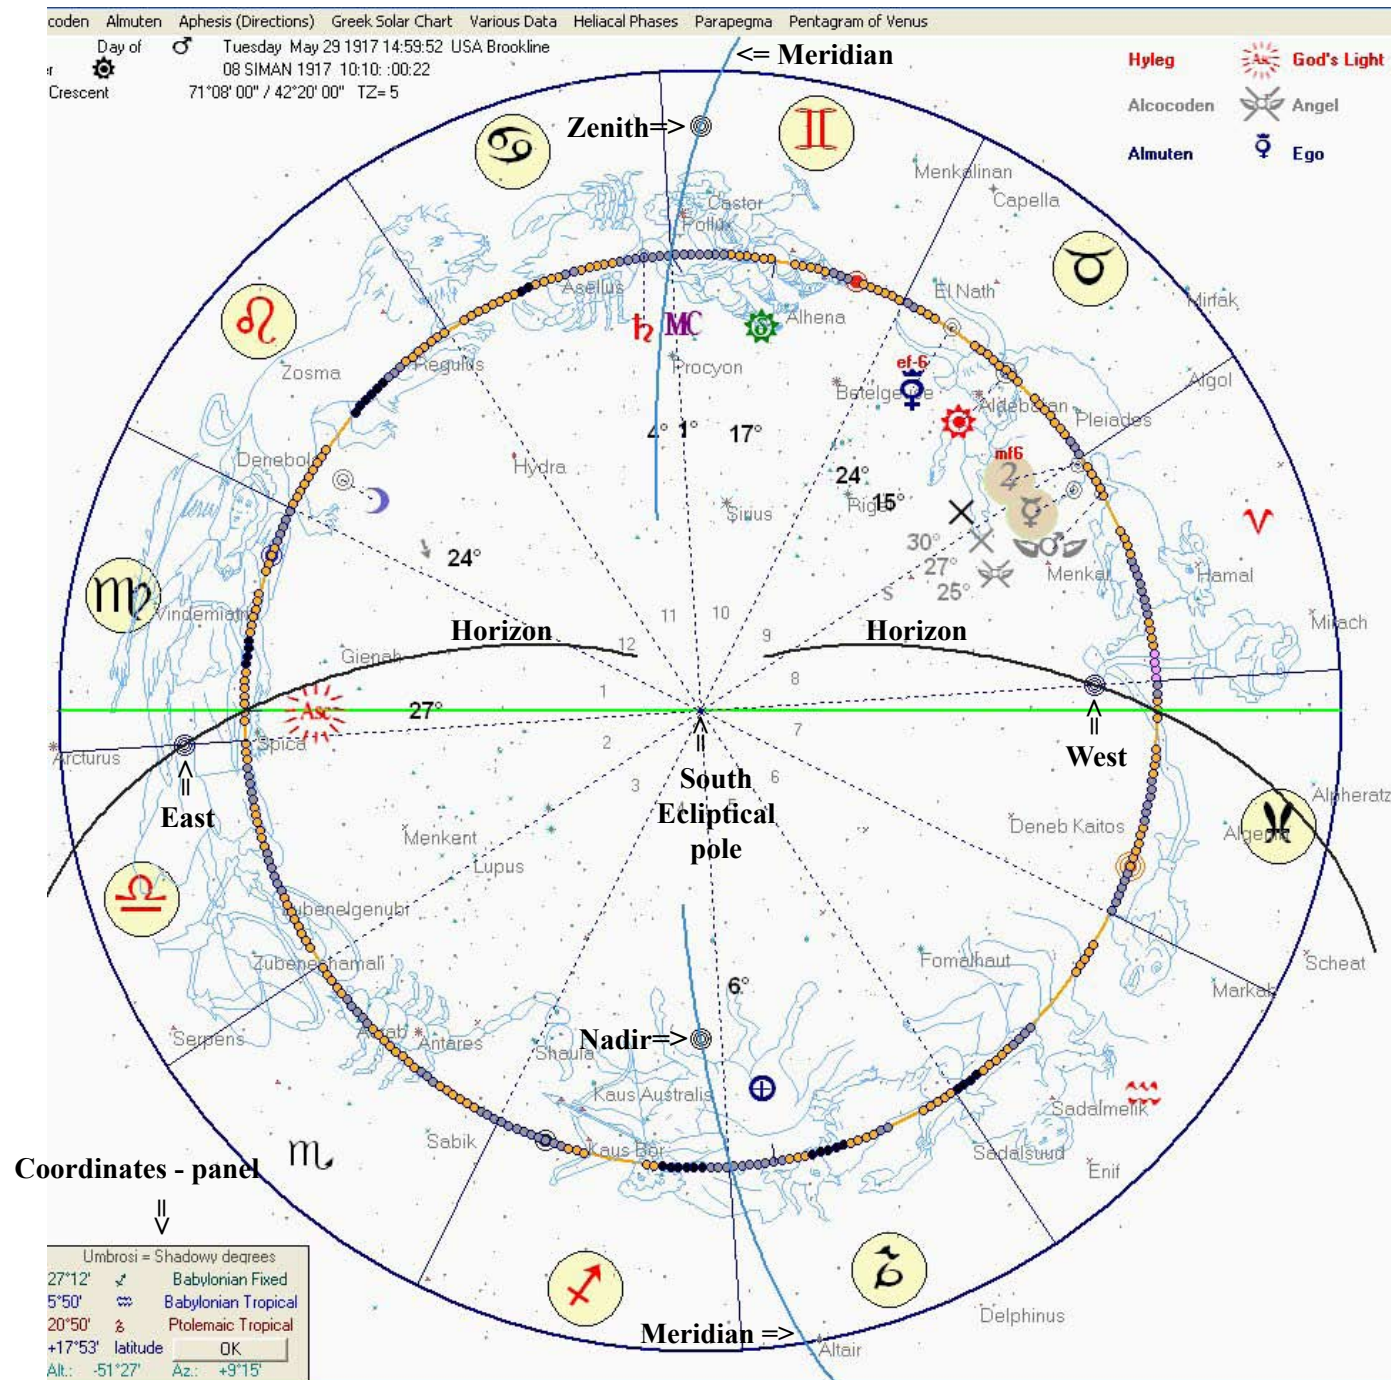 coden Almuten Aphesis (Directions) Greek Solar Chart Various Data Heliacal Phases Parapegma Pentagram of Venus
Day of ♂ Tuesday May 29 1917 14:59:52 USA Brookline
08 SIMAN 1917 10:10: :00:22
Crescent 71°08' 00" / 42°20' 00" TZ= 5
<= Meridian
Hyleg Asc God's Light
Alcocoden Angel
Almuten Ego
Zenith=>
Menkalinan
Capella
Castor
Pollux
Mirfak
El Nath
Asellus
Alhena
♄ MC
Procyon
Regulus
Zosma
ef-6
Betelgeuse
Aldebaran
Algol
Pleiades
4° 1° 17°
Denebola
Hydra
mf6
24°
Sirius
Rigel
15°
30°
27°
25°
s
24°
Menkar
Hamal
Mirach
Vindemiatrix
Gienah
Horizon
Horizon
11 10
12 9
1 8
2 7
3 6
4 5
Asc 27°
Spica
Arcturus
East
West
South
Ecliptical
pole
Alpheratz
Algenib
Deneb Kaitos
Menkent
Lupus
Zubenelgenubi
Zubeneschamali
Fomalhaut
Scheat
Markab
6°
Serpens
Antares
Shaula
Nadir=>
Kaus Australis
Kaus Bor.
Sabik
Sadalmelik
Sadalsuud
Enif
Delphinus
Altair
Meridian =>
Coordinates - panel
Umbrosi = Shadowy degrees
27°12' ♐ Babylonian Fixed
5°50' ♒ Babylonian Tropical
20°50' ♑ Ptolemaic Tropical
+17°53' latitude OK
Alt.: -51°27' Az.: +9°15'